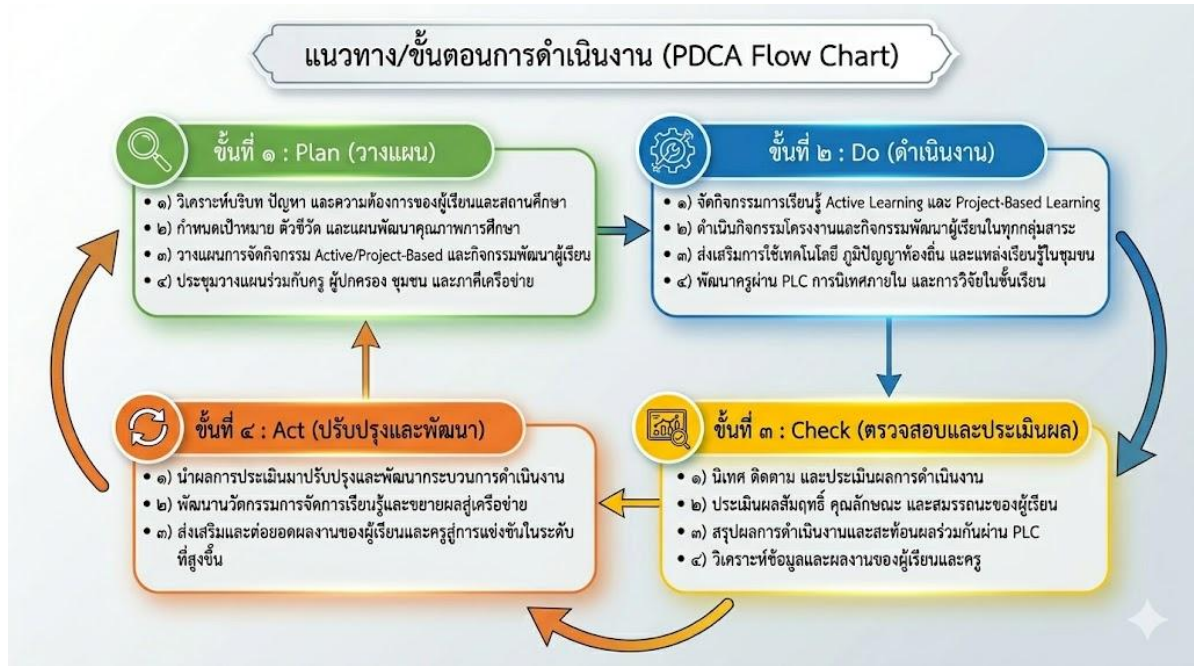 แนวทาง/ขั้นตอนการดำเนินงาน (PDCA Flow Chart)
ขั้นที่ ๑ : Plan (วางแผน)
• ๑) วิเคราะห์บริบท ปัญหา และความต้องการของผู้เรียนและสถานศึกษา
• ๒) กำหนดเป้าหมาย ตัวชี้วัด และแผนพัฒนาคุณภาพการศึกษา
• ๓) วางแผนการจัดกิจกรรม Active/Project-Based และกิจกรรมพัฒนาผู้เรียน
• ๔) ประชุมวางแผนร่วมกับครู ผู้ปกครอง ชุมชน และภาคีเครือข่าย
ขั้นที่ ๒ : Do (ดำเนินงาน)
• ๑) จัดกิจกรรมการเรียนรู้ Active Learning และ Project-Based Learning
• ๒) ดำเนินกิจกรรมโครงงานและกิจกรรมพัฒนาผู้เรียนในทุกกลุ่มสาระ
• ๓) ส่งเสริมการใช้เทคโนโลยี ภูมิปัญญาท้องถิ่น และแหล่งเรียนรู้ในชุมชน
• ๔) พัฒนาครูผ่าน PLC การนิเทศภายใน และการวิจัยในชั้นเรียน
ขั้นที่ ๓ : Check (ตรวจสอบและประเมินผล)
• ๑) นิเทศ ติดตาม และประเมินผลการดำเนินงาน
• ๒) ประเมินผลสัมฤทธิ์ คุณลักษณะ และสมรรถนะของผู้เรียน
• ๓) สรุปผลการดำเนินงานและสะท้อนผลร่วมกันผ่าน PLC
• ๔) วิเคราะห์ข้อมูลและผลงานของผู้เรียนและครู
ขั้นที่ ๔ : Act (ปรับปรุงและพัฒนา)
• ๑) นำผลการประเมินมาปรับปรุงและพัฒนากระบวนการดำเนินงาน
• ๒) พัฒนานวัตกรรมการจัดการเรียนรู้และขยายผลสู่เครือข่าย
• ๓) ส่งเสริมและต่อยอดผลงานของผู้เรียนและครูสู่การแข่งขันในระดับ
ที่สูงขึ้น